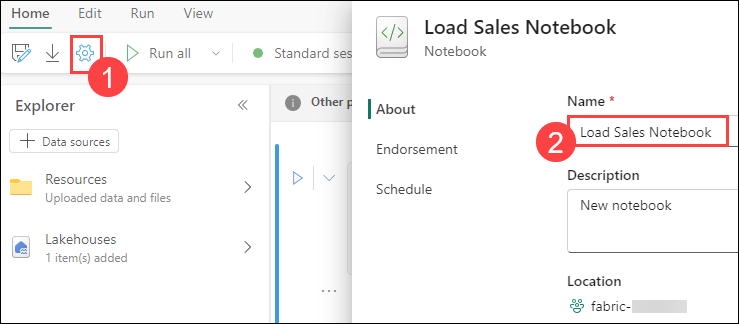 Home Edit Run View
Run all
Standard ses
1
Explorer
Data sources
Resources
Uploaded data and files
Lakehouses
1 item(s) added
Other p
Load Sales Notebook
Notebook
About
Endorsement
Schedule
Name *
2
Load Sales Notebook
Description
New notebook
Location
fabric-